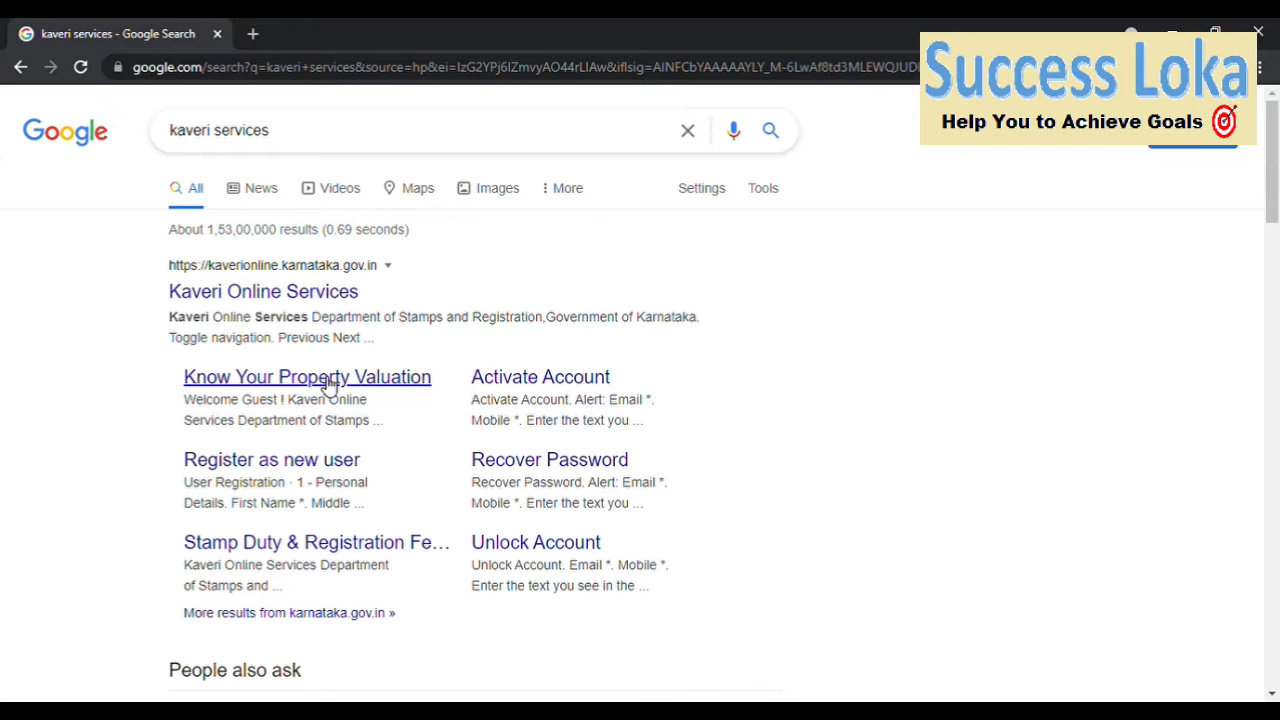 kaveri services - Google Search
google.com/search?q=kaveri+services&source=hp&ei=
Success Loka
Help You to Achieve Goals
Google
kaveri services
All News Videos Maps Images More Settings Tools
About 1,53,00,000 results (0.69 seconds)
https://kaverionline.karnataka.gov.in
Kaveri Online Services
Kaveri Online Services Department of Stamps and Registration,Government of Karnataka.
Toggle navigation. Previous Next ...
Know Your Property Valuation
Welcome Guest ! Kaveri Online
Services Department of Stamps ...
Activate Account
Activate Account. Alert: Email *.
Mobile *. Enter the text you ...
Register as new user
User Registration · 1 - Personal
Details. First Name *. Middle ...
Recover Password
Recover Password. Alert: Email *.
Mobile *. Enter the text you ...
Stamp Duty & Registration Fe...
Kaveri Online Services Department
of Stamps and ...
Unlock Account
Unlock Account. Email *. Mobile *.
Enter the text you see in the ...
More results from karnataka.gov.in »
People also ask